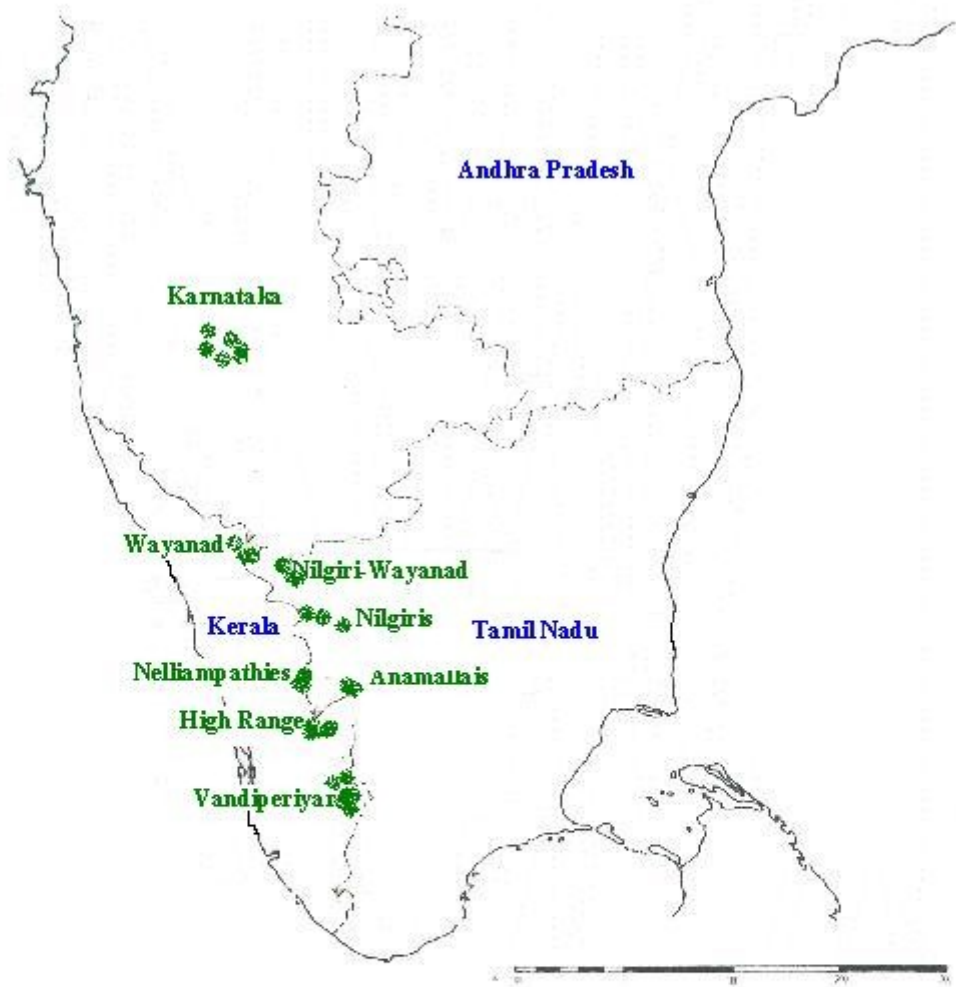 Andhra Pradesh
Karnataka
Wayanad
Nilgiri-Wayanad
Kerala
Nilgiris
Tamil Nadu
Nelliampathies
Anamallais
High Range
Vandiperiyar